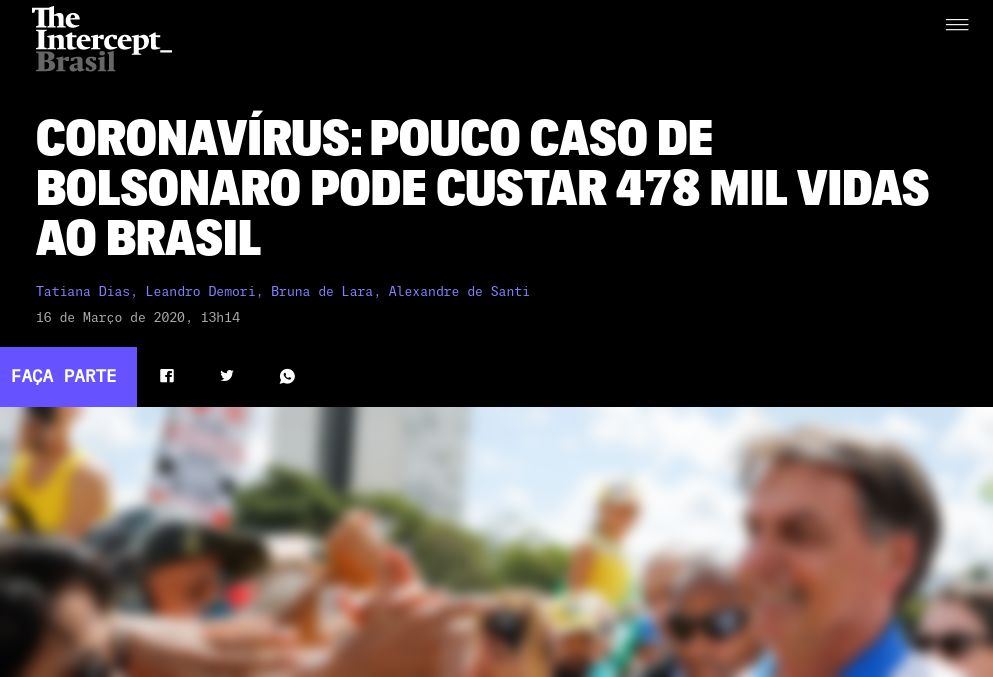 The
Intercept_
Brasil
CORONAVÍRUS: POUCO CASO DE
BOLSONARO PODE CUSTAR 478 MIL VIDAS
AO BRASIL
Tatiana Dias, Leandro Demori, Bruna de Lara, Alexandre de Santi
16 de Março de 2020, 13h14
FAÇA PARTE